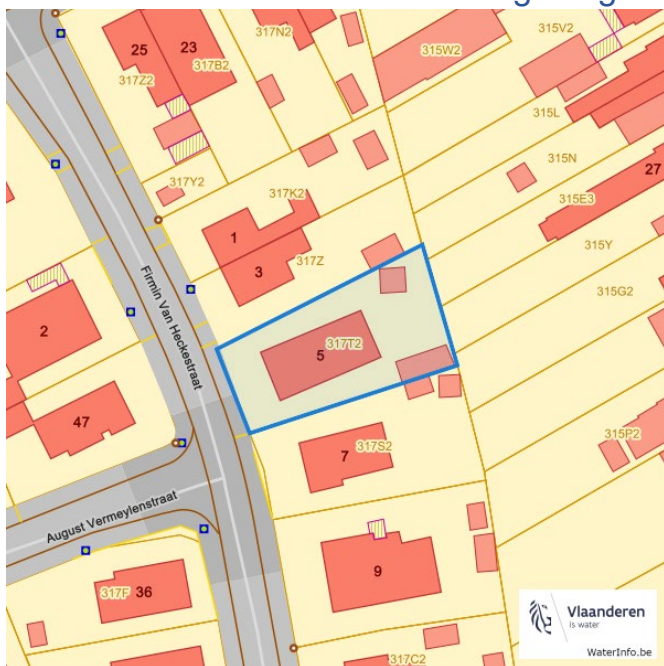 25
23
317Z2
317B2
317N2
315W2
315V2
315L
315N
27
315E3
317Y2
317K2
1
3
317Z
315Y
315G2
Firmin Van Heckestraat
2
5
317T2
47
7
317S2
315P2
August Vermeylenstraat
9
317F
36
317C2
Vlaanderen
is water
WaterInfo.be